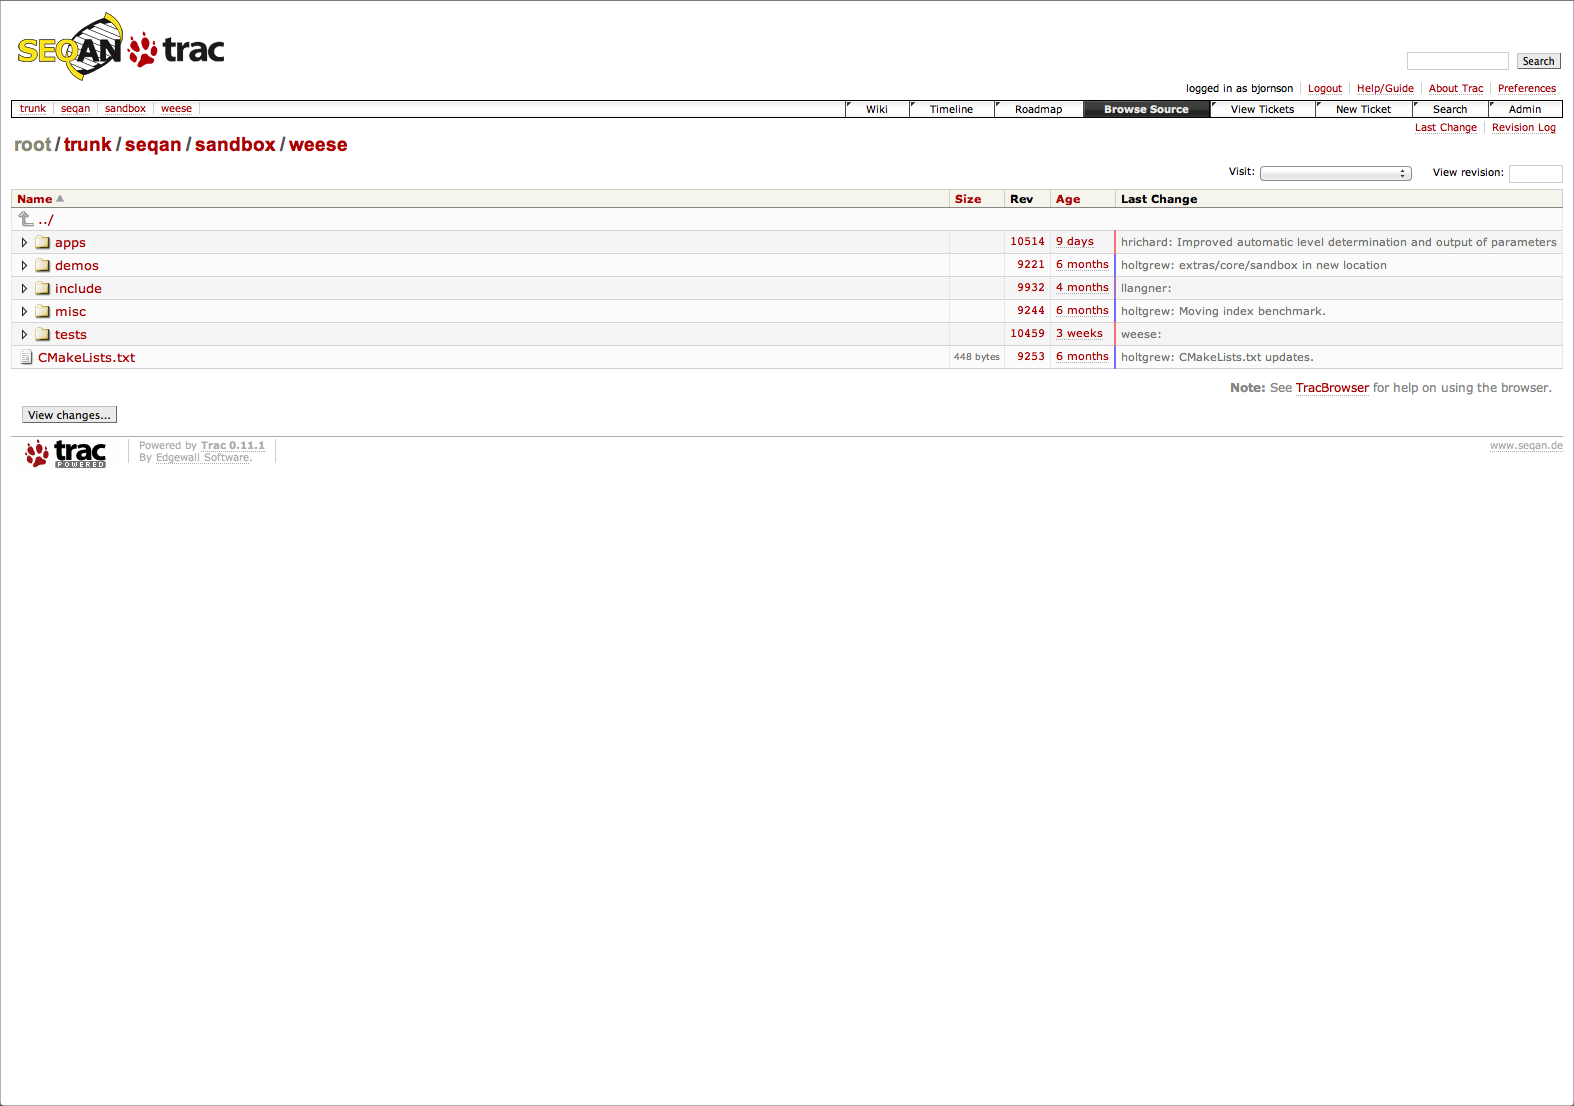 SEQAN trac
Search
logged in as bjornson Logout Help/Guide About Trac Preferences
trunk seqan sandbox weese Wiki Timeline Roadmap Browse Source View Tickets New Ticket Search Admin
Last Change Revision Log
root / trunk / seqan / sandbox / weese
Visit: View revision:
Name Size Rev Age Last Change
../
apps 10514 9 days hrichard: Improved automatic level determination and output of parameters
demos 9221 6 months holtgrew: extras/core/sandbox in new location
include 9932 4 months llangner:
misc 9244 6 months holtgrew: Moving index benchmark.
tests 10459 3 weeks weese:
CMakeLists.txt 448 bytes 9253 6 months holtgrew: CMakeLists.txt updates.
Note: See TracBrowser for help on using the browser.
View changes...
trac POWERED
Powered by Trac 0.11.1
By Edgewall Software.
www.seqan.de